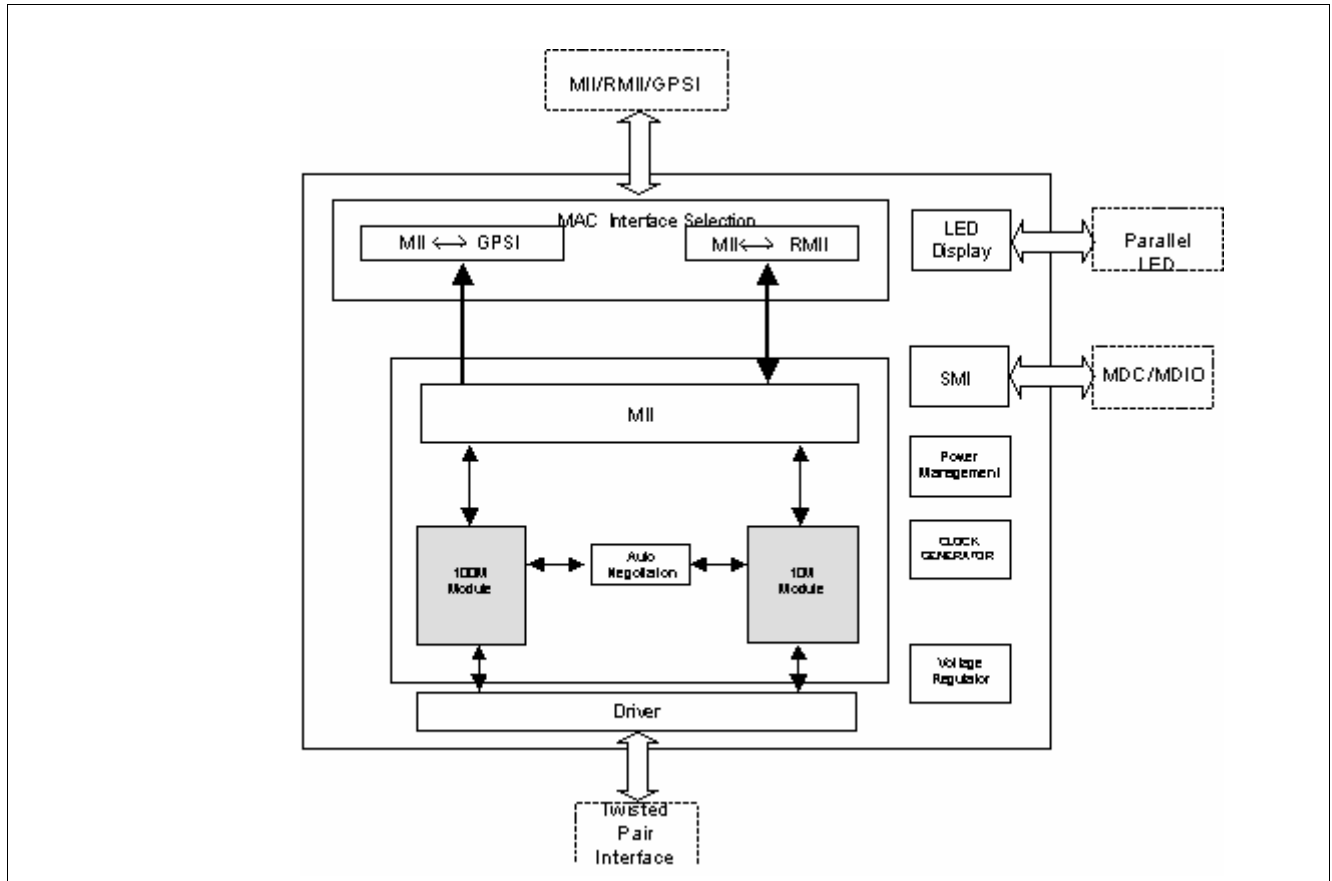 MII/RMII/GPSI
MAC Interface Selection
MII <--> GPSI
MII <--> RMII
LED
Display
Parallel
LED
MII
SMI
MDC/MDIO
Power
Management
CLOCK
GENERATOR
100M
Module
Auto
Negotiation
10M
Module
Voltage
Regulator
Driver
Twisted
Pair
Interface